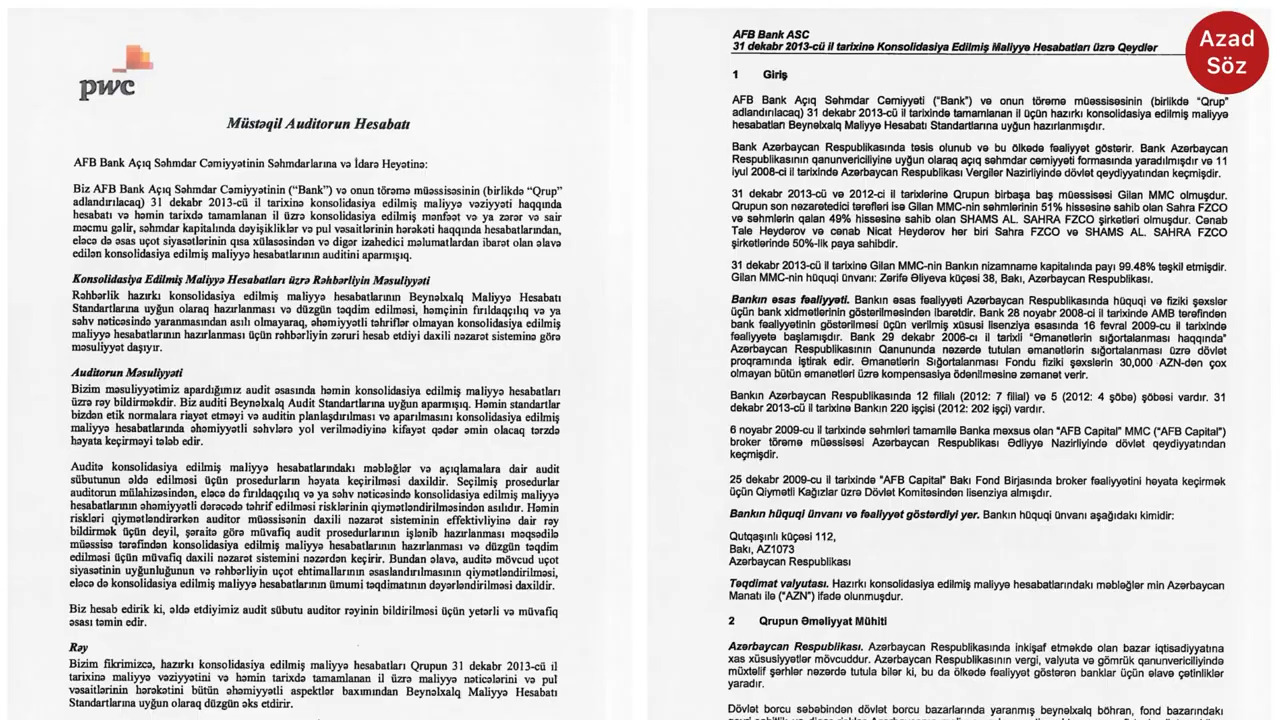 pwc
Müstəqil Auditorun Hesabatı
AFB Bank Açıq Səhmdar Cəmiyyətinin Səhmdarlarına və İdarə Heyətinə:
Biz AFB Bank Açıq Səhmdar Cəmiyyətinin (“Bank”) və onun törəmə müəssisəsinin (birlikdə “Qrup”
adlandırılacaq) 31 dekabr 2013-cü il tarixinə konsolidasiya edilmiş maliyyə vəziyyəti haqqında
hesabatı və həmin tarixdə tamamlanan il üzrə konsolidasiya edilmiş mənfəət və ya zərər və sair
məcmu gəlir, səhmdar kapitalında dəyişikliklər və pul vəsaitlərinin hərəkəti haqqında hesabatlarından,
eləcə də əsas uçot siyasətlərinin qısa xülasəsindən və digər izahedici məlumatlardan ibarət olan əlavə
edilən konsolidasiya edilmiş maliyyə hesabatlarının auditini aparmışıq.
Konsolidasiya Edilmiş Maliyyə Hesabatları üzrə Rəhbərliyin Məsuliyyəti
Rəhbərlik hazırkı konsolidasiya edilmiş maliyyə hesabatlarının Beynəlxalq Maliyyə Hesabatı
Standartlarına uyğun olaraq hazırlanması və düzgün təqdim edilməsi, həmçinin fırıldaqçılıq və ya
səhv nəticəsində yaranmasından asılı olmayaraq, əhəmiyyətli təhriflər olmayan konsolidasiya edilmiş
maliyyə hesabatlarının hazırlanması üçün rəhbərliyin zəruri hesab etdiyi daxili nəzarət sisteminə görə
məsuliyyət daşıyır.
Auditorun Məsuliyyəti
Bizim məsuliyyətimiz apardığımız audit əsasında həmin konsolidasiya edilmiş maliyyə hesabatları
üzrə rəy bildirməkdir. Biz auditi Beynəlxalq Audit Standartlarına uyğun aparmışıq. Həmin standartlar
bizdən etik normalara riayət etməyi və auditin planlaşdırılması və aparılmasını konsolidasiya edilmiş
maliyyə hesabatlarında əhəmiyyətli səhvlərə yol verilmədiyinə kifayət qədər əmin olacaq tərzdə
həyata keçirməyi tələb edir.
Auditə konsolidasiya edilmiş maliyyə hesabatlarındakı məbləğlər və açıqlamalara dair audit
sübutunun əldə edilməsi üçün prosedurların həyata keçirilməsi daxildir. Seçilmiş prosedurlar
auditorun mülahizəsindən, eləcə də fırıldaqçılıq və ya səhv nəticəsində konsolidasiya edilmiş maliyyə
hesabatlarının əhəmiyyətli dərəcədə təhrif edilməsi risklərinin qiymətləndirilməsindən asılıdır. Həmin
riskləri qiymətləndirərkən auditor müəssisənin daxili nəzarət sisteminin effektivliyinə dair rəy
bildirmək üçün deyil, şəraitə görə müvafiq audit prosedurlarının işlənib hazırlanması məqsədilə
müəssisə tərəfindən konsolidasiya edilmiş maliyyə hesabatlarının hazırlanması və düzgün təqdim
edilməsi üçün müvafiq daxili nəzarət sistemini nəzərdən keçirir. Bundan əlavə, auditə mövcud uçot
siyasətinin uyğunluğunun və rəhbərliyin uçot ehtimallarının əsaslandırılmasının qiymətləndirilməsi,
eləcə də konsolidasiya edilmiş maliyyə hesabatlarının ümumi təqdimatının dəyərləndirilməsi daxildir.
Biz hesab edirik ki, əldə etdiyimiz audit sübutu auditor rəyinin bildirilməsi üçün yetərli və müvafiq
əsası təmin edir.
Rəy
Bizim fikrimizcə, hazırkı konsolidasiya edilmiş maliyyə hesabatları Qrupun 31 dekabr 2013-cü il
tarixinə maliyyə vəziyyətini və həmin tarixdə tamamlanan il üzrə maliyyə nəticələrini və pul
vəsaitlərinin hərəkətini bütün əhəmiyyətli aspektlər baxımından Beynəlxalq Maliyyə Hesabatı
Standartlarına uyğun olaraq düzgün əks etdirir.
AFB Bank ASC
31 dekabr 2013-cü il tarixinə Konsolidasiya Edilmiş Maliyyə Hesabatları üzrə Qeydlər
Azad
Söz
1 Giriş
AFB Bank Açıq Səhmdar Cəmiyyəti (“Bank”) və onun törəmə müəssisəsinin (birlikdə “Qrup”
adlandırılacaq) 31 dekabr 2013-cü il tarixində tamamlanan il üçün hazırkı konsolidasiya edilmiş maliyyə
hesabatları Beynəlxalq Maliyyə Hesabatı Standartlarına uyğun hazırlanmışdır.
Bank Azərbaycan Respublikasında təsis olunub və bu ölkədə fəaliyyət göstərir. Bank Azərbaycan
Respublikasının qanunvericiliyinə uyğun olaraq açıq səhmdar cəmiyyəti formasında yaradılmışdır və 11
iyul 2008-ci il tarixində Azərbaycan Respublikası Vergilər Nazirliyində dövlət qeydiyyatından keçmişdir.
31 dekabr 2013-cü və 2012-ci il tarixlərinə Qrupun birbaşa baş müəssisəsi Gilan MMC olmuşdur.
Qrupun son nəzarətedici tərəfləri isə Gilan MMC-nin səhmlərinin 51% hissəsinə sahib olan Sahra FZCO
və səhmlərin qalan 49% hissəsinə sahib olan SHAMS AL. SAHRA FZCO şirkətləri olmuşdur. Cənab
Tale Heydərov və cənab Nicat Heydərov hər biri Sahra FZCO və SHAMS AL. SAHRA FZCO
şirkətlərində 50%-lik paya sahibdir.
31 dekabr 2013-cü il tarixinə Gilan MMC-nin Bankın nizamnamə kapitalında payı 99.48% təşkil etmişdir.
Gilan MMC-nin hüquqi ünvanı: Zərifə Əliyeva küçəsi 38, Bakı, Azərbaycan Respublikası.
Bankın əsas fəaliyyəti. Bankın əsas fəaliyyəti Azərbaycan Respublikasında hüquqi və fiziki şəxslər
üçün bank xidmətlərinin göstərilməsindən ibarətdir. Bank 28 noyabr 2008-ci il tarixində AMB tərəfindən
bank fəaliyyətinin göstərilməsi üçün verilmiş xüsusi lisenziya əsasında 16 fevral 2009-cu il tarixində
fəaliyyətə başlamışdır. Bank 29 dekabr 2006-cı il tarixli “Əmanətlərin sığortalanması haqqında”
Azərbaycan Respublikasının Qanununda nəzərdə tutulan əmanətlərin sığortalanması üzrə dövlət
proqramında iştirak edir. Əmanətlərin Sığortalanması Fondu fiziki şəxslərin 30,000 AZN-dən çox
olmayan bütün əmanətləri üzrə kompensasiya ödənilməsinə zəmanət verir.
Bankın Azərbaycan Respublikasında 12 filialı (2012: 7 filial) və 5 (2012: 4 şöbə) şöbəsi vardır. 31
dekabr 2013-cü il tarixinə Bankın 220 işçisi (2012: 202 işçi) vardır.
6 noyabr 2009-cu il tarixində səhmləri tamamilə Banka məxsus olan “AFB Capital” MMC (“AFB Capital”)
broker törəmə müəssisəsi Azərbaycan Respublikası Ədliyyə Nazirliyində dövlət qeydiyyatından
keçmişdir.
25 dekabr 2009-cu il tarixində “AFB Capital” Bakı Fond Birjasında broker fəaliyyətini həyata keçirmək
üçün Qiymətli Kağızlar üzrə Dövlət Komitəsindən lisenziya almışdır.
Bankın hüquqi ünvanı və fəaliyyət göstərdiyi yer. Bankın hüquqi ünvanı aşağıdakı kimidir:
Qutqaşınlı küçəsi 112,
Bakı, AZ1073
Azərbaycan Respublikası
Təqdimat valyutası. Hazırkı konsolidasiya edilmiş maliyyə hesabatlarındakı məbləğlər min Azərbaycan
Manatı ilə (“AZN”) ifadə olunmuşdur.
2 Qrupun Əməliyyat Mühiti
Azərbaycan Respublikası. Azərbaycan Respublikasında inkişaf etməkdə olan bazar iqtisadiyyatına
xas xüsusiyyətlər mövcuddur. Azərbaycan Respublikasının vergi, valyuta və gömrük qanunvericiliyində
müxtəlif şərhlər nəzərdə tutula bilər ki, bu da ölkədə fəaliyyət göstərən banklar üçün əlavə çətinliklər
yaradır.
Dövlət borcu səbəbindən dövlət borcu bazarlarında yaranmış beynəlxalq böhran, fond bazarındakı